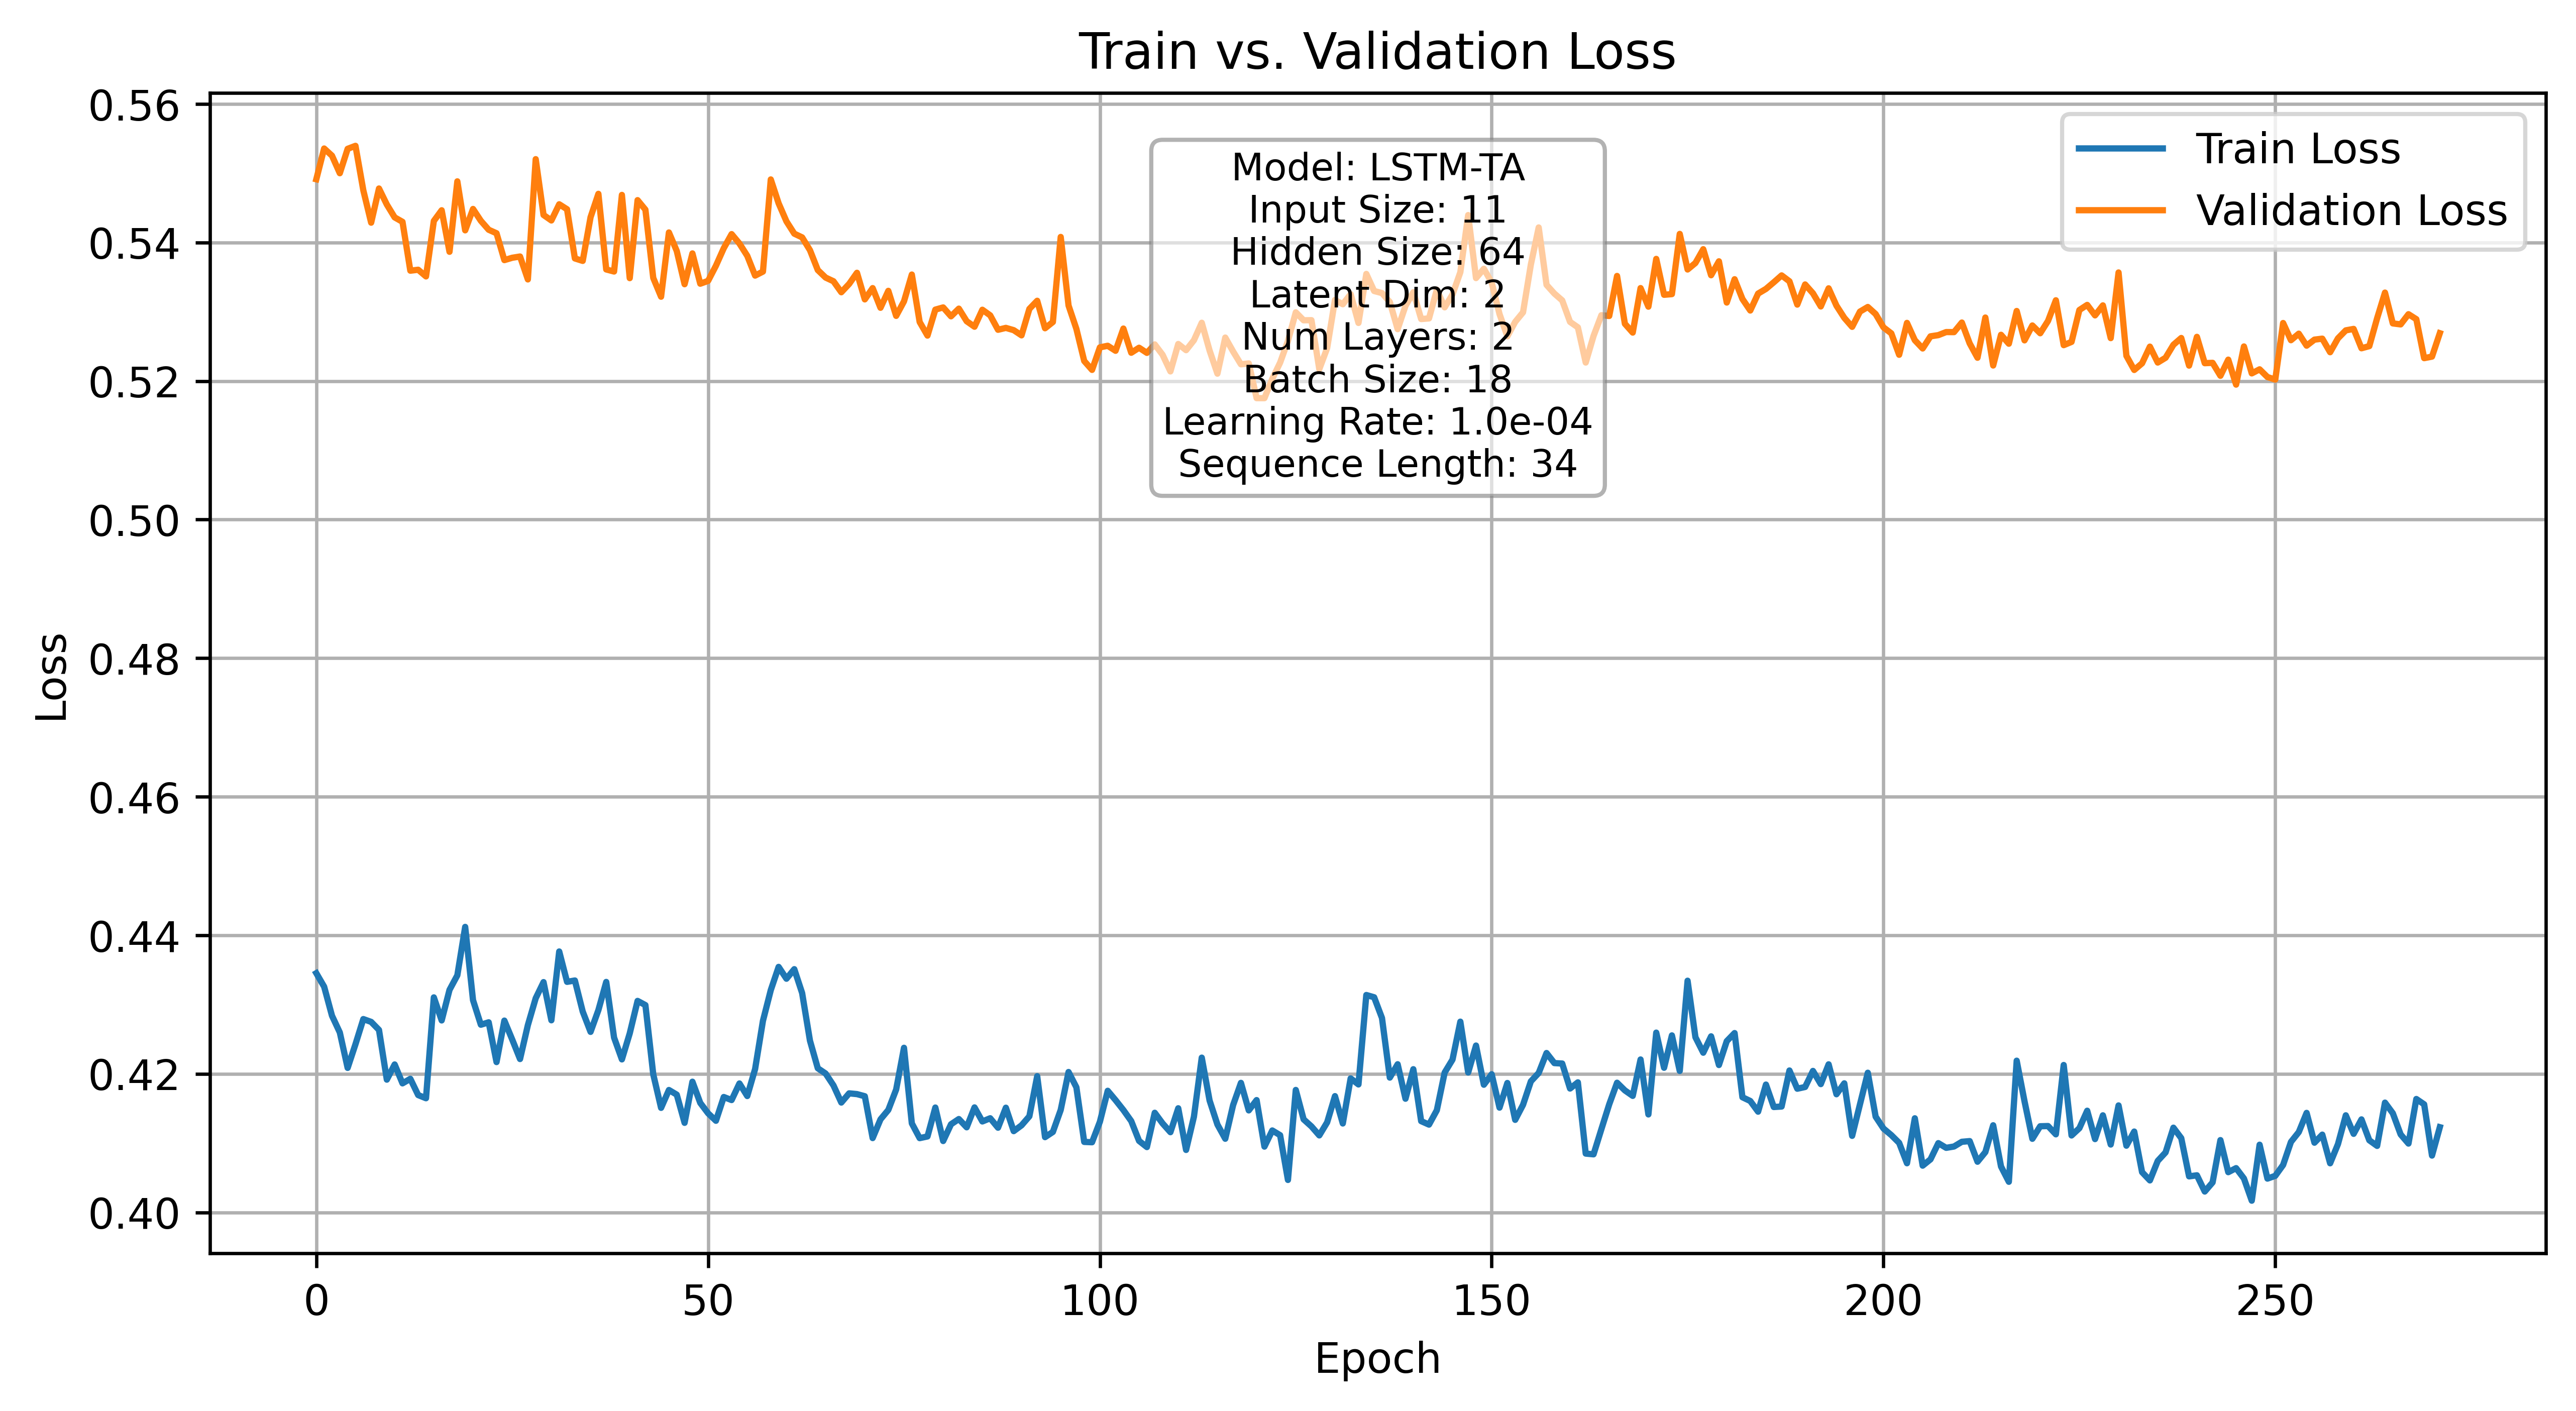 Train vs. Validation Loss
0.56
0.54
0.52
0.50
0.48
0.46
0.44
0.42
0.40
Loss
Model: LSTM-TA
Input Size: 11
Hidden Size: 64
Latent Dim: 2
Num Layers: 2
Batch Size: 18
Learning Rate: 1.0e-04
Sequence Length: 34
Train Loss
Validation Loss
0 50 100 150 200 250
Epoch